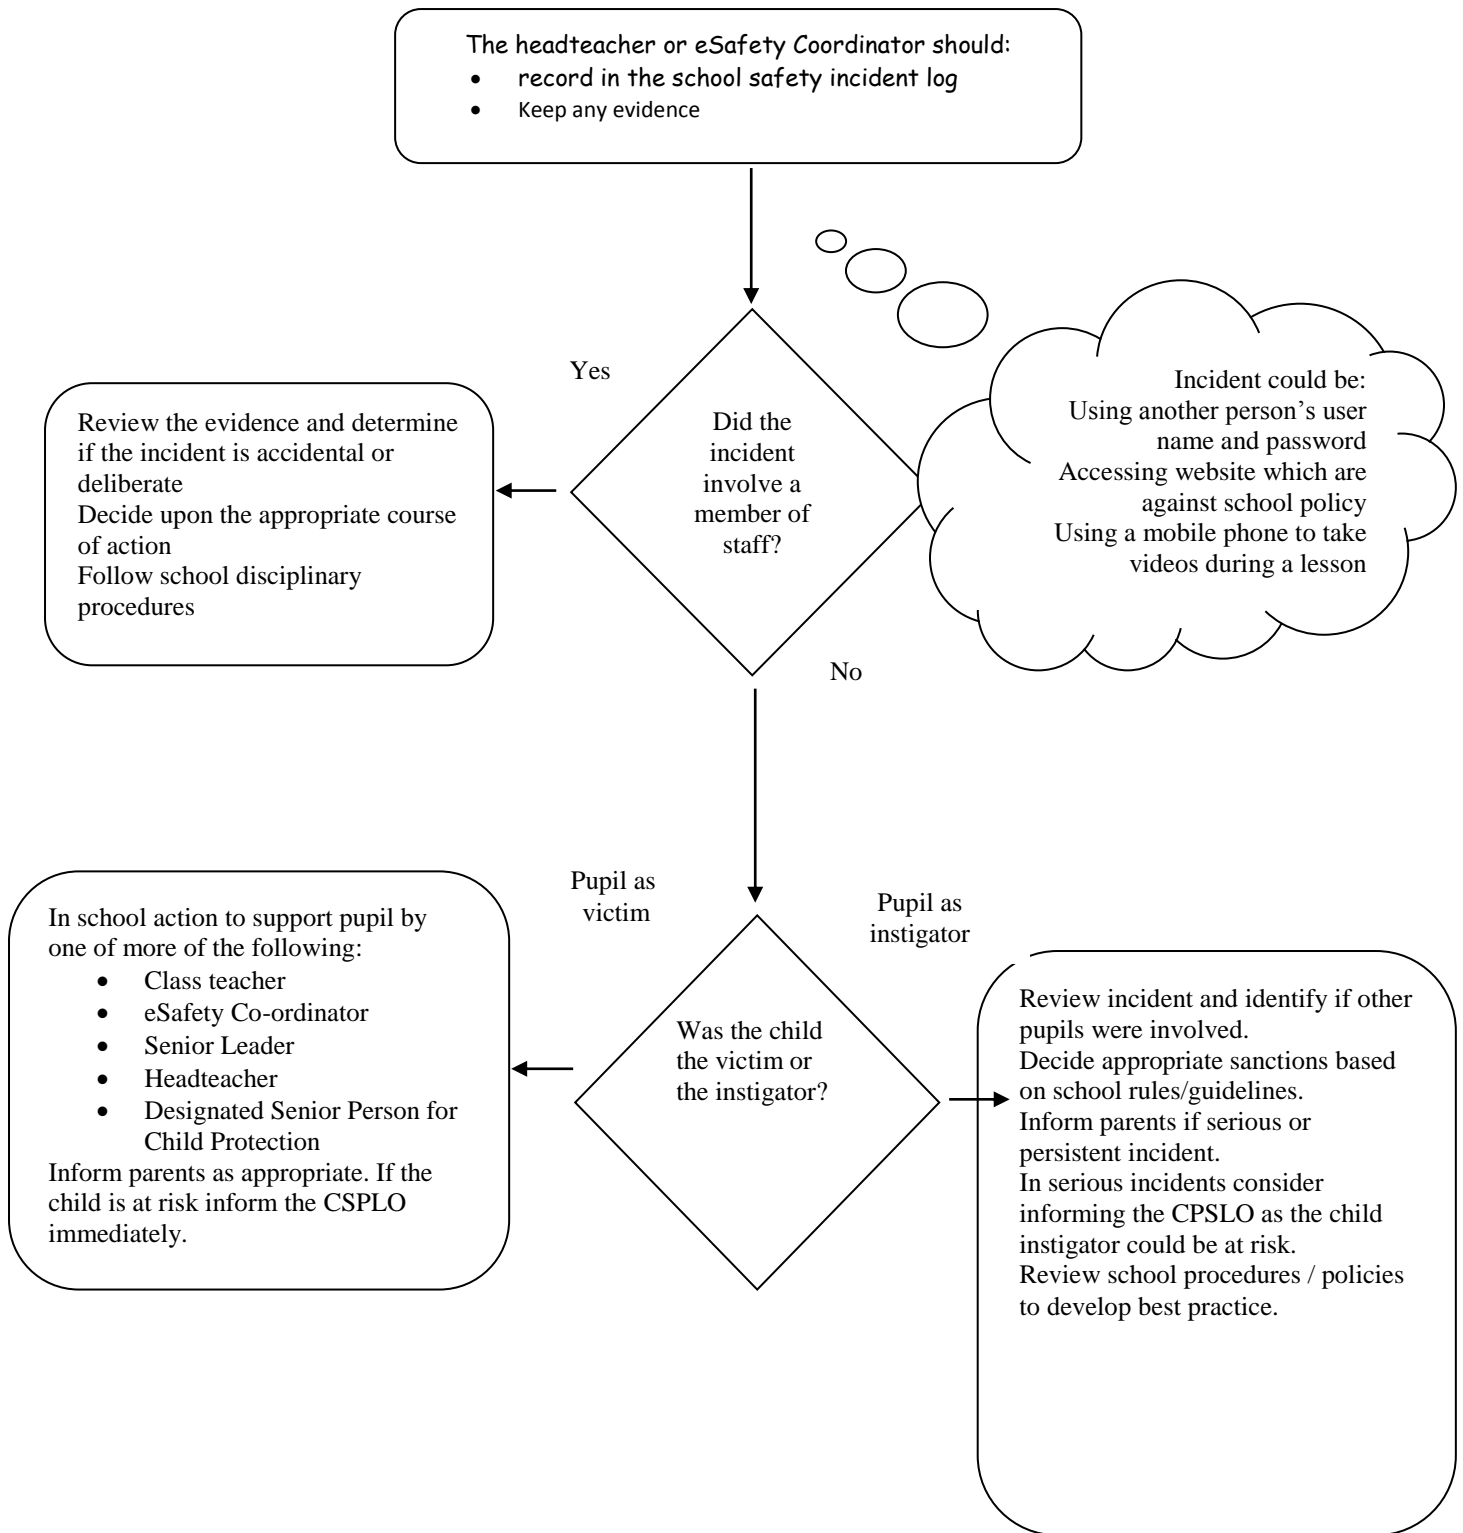 The headteacher or eSafety Coordinator should:
• record in the school safety incident log
• Keep any evidence
Yes
Review the evidence and determine
if the incident is accidental or
deliberate
Decide upon the appropriate course
of action
Follow school disciplinary
procedures
Did the
incident
involve a
member of
staff?
Incident could be:
Using another person’s user
name and password
Accessing website which are
against school policy
Using a mobile phone to take
videos during a lesson
No
Pupil as
victim
Pupil as
instigator
In school action to support pupil by
one of more of the following:
• Class teacher
• eSafety Co-ordinator
• Senior Leader
• Headteacher
• Designated Senior Person for
Child Protection
Inform parents as appropriate. If the
child is at risk inform the CSPLO
immediately.
Was the child
the victim or
the instigator?
Review incident and identify if other
pupils were involved.
Decide appropriate sanctions based
on school rules/guidelines.
Inform parents if serious or
persistent incident.
In serious incidents consider
informing the CPSLO as the child
instigator could be at risk.
Review school procedures / policies
to develop best practice.